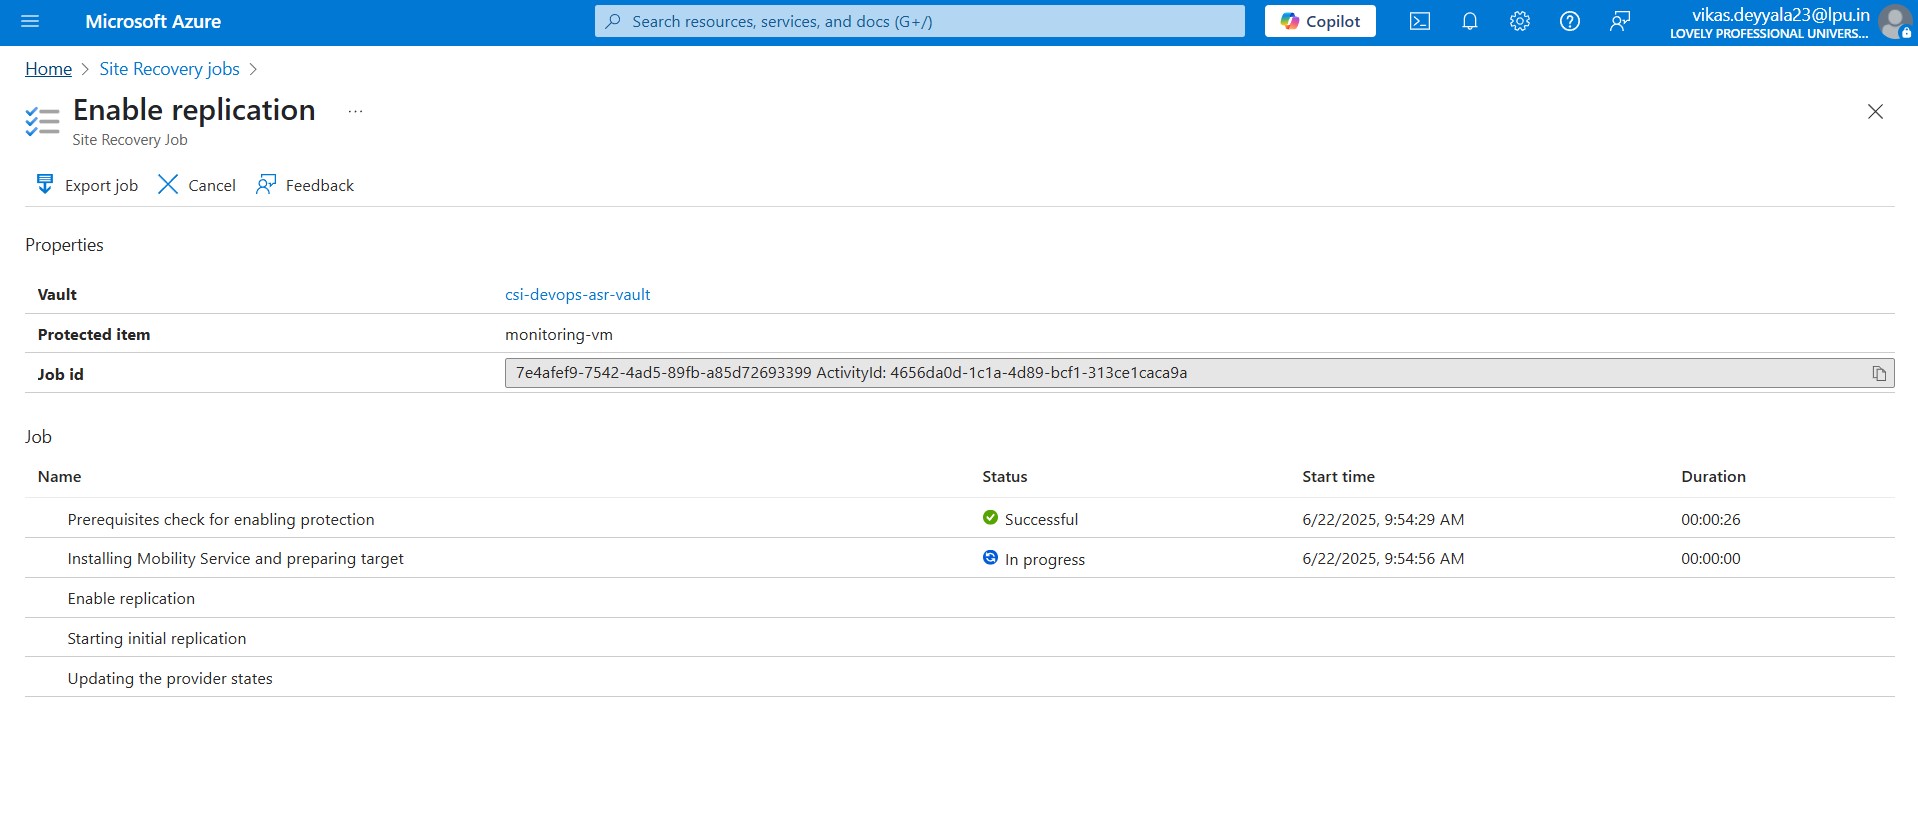 Microsoft Azure
Search resources, services, and docs (G+/)
Copilot
vikas.deyyala23@lpu.in
LOVELY PROFESSIONAL UNIVERS...
Home > Site Recovery jobs >
Enable replication ...
Site Recovery Job
Export job Cancel Feedback
Properties
Vault csi-devops-asr-vault
Protected item monitoring-vm
Job id 7e4afef9-7542-4ad5-89fb-a85d72693399 ActivityId: 4656da0d-1c1a-4d89-bcf1-313ce1caca9a
Job
Name Status Start time Duration
Prerequisites check for enabling protection Successful 6/22/2025, 9:54:29 AM 00:00:26
Installing Mobility Service and preparing target In progress 6/22/2025, 9:54:56 AM 00:00:00
Enable replication
Starting initial replication
Updating the provider states